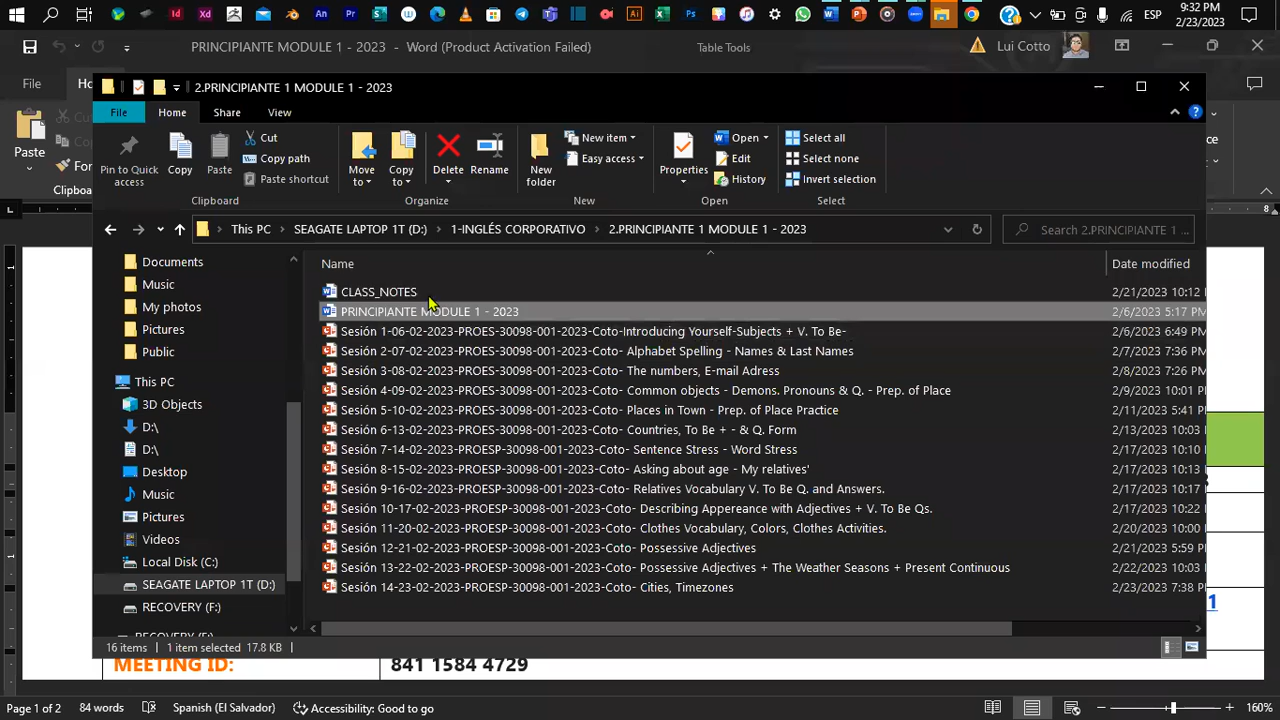 ESP
9:32 PM
2/23/2023
PRINCIPIANTE MODULE 1 - 2023 - Word (Product Activation Failed)
Table Tools
Lui Cotto
File
Paste
Clipboa
2.PRINCIPIANTE 1 MODULE 1 - 2023
File
Home
Share
View
Pin to Quick access
Copy
Paste
Cut
Copy path
Paste shortcut
Clipboard
Move to
Copy to
Delete
Rename
Organize
New folder
New item
Easy access
New
Properties
Open
Edit
History
Open
Select all
Select none
Invert selection
Select
This PC
SEAGATE LAPTOP 1T (D:)
1-INGLÉS CORPORATIVO
2.PRINCIPIANTE 1 MODULE 1 - 2023
Search 2.PRINCIPIANTE 1 ...
Documents
Music
My photos
Pictures
Public
This PC
3D Objects
D:\
D:\
Desktop
Music
Pictures
Videos
Local Disk (C:)
SEAGATE LAPTOP 1T (D:)
RECOVERY (F:)
RECOVERY (F:)
Name
Date modified
CLASS_NOTES 2/21/2023 10:12
PRINCIPIANTE MODULE 1 - 2023 2/6/2023 5:17 PM
Sesión 1-06-02-2023-PROES-30098-001-2023-Coto-Introducing Yourself-Subjects + V. To Be- 2/6/2023 6:49 PM
Sesión 2-07-02-2023-PROES-30098-001-2023-Coto- Alphabet Spelling - Names & Last Names 2/7/2023 7:36 PM
Sesión 3-08-02-2023-PROES-30098-001-2023-Coto- The numbers, E-mail Adress 2/8/2023 7:26 PM
Sesión 4-09-02-2023-PROES-30098-001-2023-Coto- Common objects - Demons. Pronouns & Q. - Prep. of Place 2/9/2023 10:01 P
Sesión 5-10-02-2023-PROES-30098-001-2023-Coto- Places in Town - Prep. of Place Practice 2/11/2023 5:41 P
Sesión 6-13-02-2023-PROES-30098-001-2023-Coto- Countries, To Be + - & Q. Form 2/13/2023 10:03
Sesión 7-14-02-2023-PROESP-30098-001-2023-Coto- Sentence Stress - Word Stress 2/17/2023 10:10
Sesión 8-15-02-2023-PROESP-30098-001-2023-Coto- Asking about age - My relatives' 2/17/2023 10:13
Sesión 9-16-02-2023-PROESP-30098-001-2023-Coto- Relatives Vocabulary V. To Be Q. and Answers. 2/17/2023 10:17
Sesión 10-17-02-2023-PROESP-30098-001-2023-Coto- Describing Appereance with Adjectives + V. To Be Qs. 2/17/2023 10:22
Sesión 11-20-02-2023-PROESP-30098-001-2023-Coto- Clothes Vocabulary, Colors, Clothes Activities. 2/20/2023 10:00
Sesión 12-21-02-2023-PROESP-30098-001-2023-Coto- Possessive Adjectives 2/21/2023 5:59
Sesión 13-22-02-2023-PROESP-30098-001-2023-Coto- Possessive Adjectives + The Weather Seasons + Present Continuous 2/22/2023 10:03
Sesión 14-23-02-2023-PROESP-30098-001-2023-Coto- Cities, Timezones 2/23/2023 7:38 P
16 items
1 item selected 17.8 KB
MEETING ID:
841 1584 4729
Page 1 of 2
84 words
Spanish (El Salvador)
Accessibility: Good to go
160%